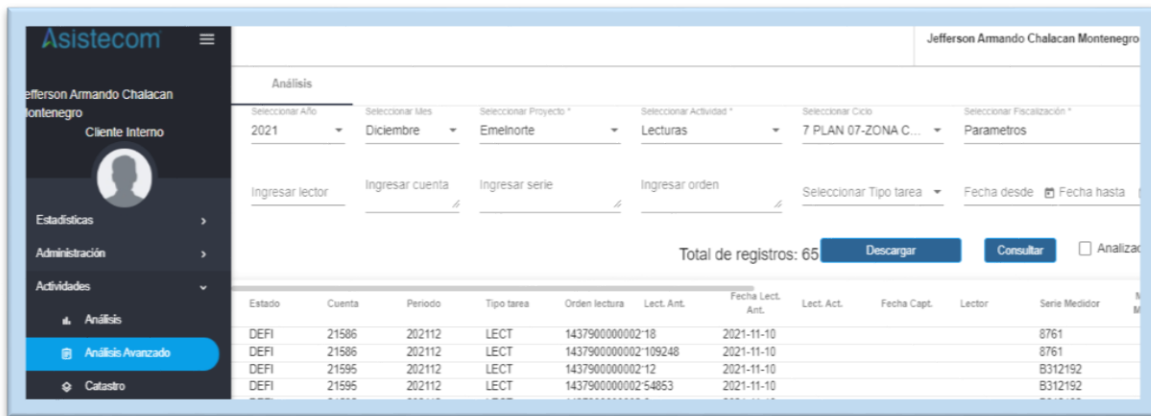 Asistecom
Jefferson Armando Chalacan Montenegro
efferson Armando Chalacan
ontenegro
Cliente Interno
Estadísticas
Administración
Actividades
Análisis
Análisis Avanzado
Catastro
Análisis
Seleccionar Año Seleccionar Mes Seleccionar Proyecto * Seleccionar Actividad * Seleccionar Ciclo Seleccionar Fiscalización *
2021 Diciembre Emelnorte Lecturas 7 PLAN 07-ZONA C... Parametros
Ingresar lector Ingresar cuenta Ingresar serie Ingresar orden Seleccionar Tipo tarea Fecha desde Fecha hasta
Total de registros: 65 Descargar Consultar Analizad
Estado Cuenta Periodo Tipo tarea Orden lectura Lect. Ant. Fecha Lect. Ant. Lect. Act. Fecha Capt. Lector Serie Medidor
DEFI 21586 202112 LECT 1437900000002 18 2021-11-10 8761
DEFI 21586 202112 LECT 1437900000002 109248 2021-11-10 8761
DEFI 21595 202112 LECT 1437900000002 12 2021-11-10 B312192
DEFI 21595 202112 LECT 1437900000002 54853 2021-11-10 B312192